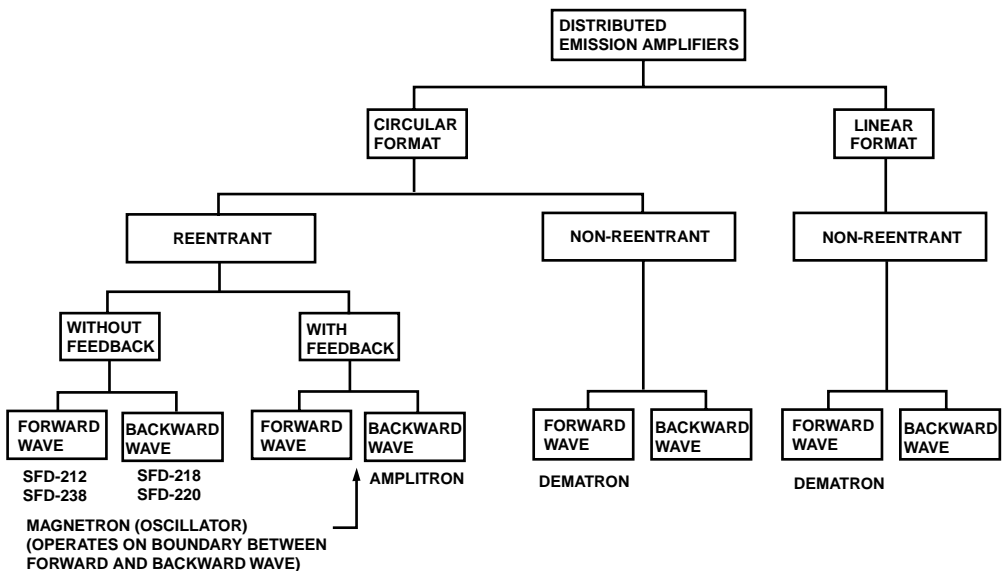 DISTRIBUTED
EMISSION AMPLIFIERS
CIRCULAR
FORMAT
LINEAR
FORMAT
REENTRANT
NON-REENTRANT
NON-REENTRANT
WITHOUT
FEEDBACK
WITH
FEEDBACK
FORWARD
WAVE
BACKWARD
WAVE
FORWARD
WAVE
BACKWARD
WAVE
FORWARD
WAVE
BACKWARD
WAVE
FORWARD
WAVE
BACKWARD
WAVE
SFD-212
SFD-238
SFD-218
SFD-220
AMPLITRON
DEMATRON
DEMATRON
MAGNETRON (OSCILLATOR)
(OPERATES ON BOUNDARY BETWEEN
FORWARD AND BACKWARD WAVE)